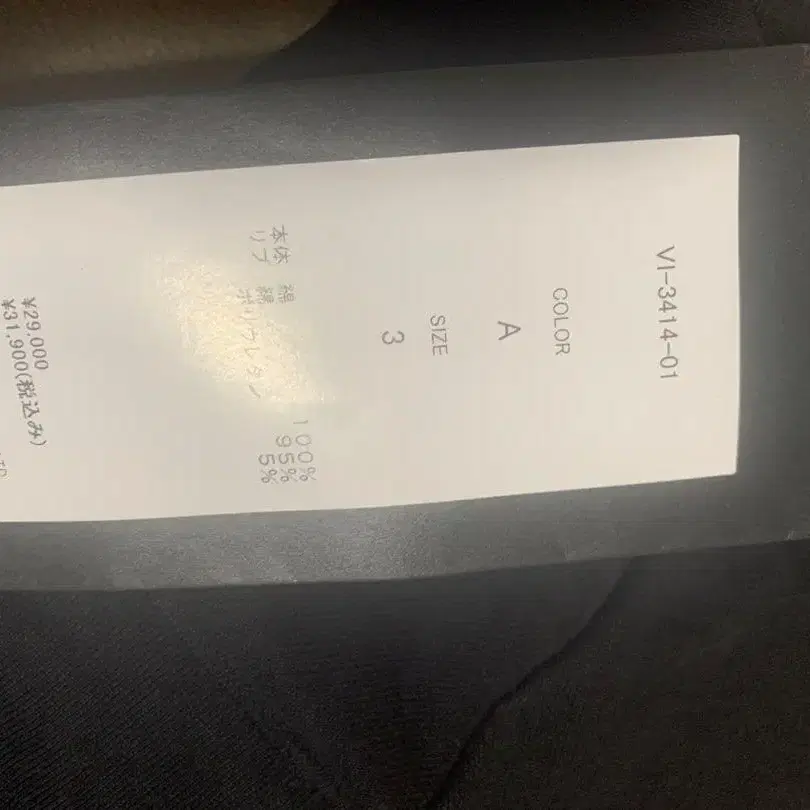 VI-3414-01
COLOR
A
SIZE
3
本体 綿 100%
リブ 綿 95%
ポリウレタン 5%
¥29,000
¥31,900(税込み)